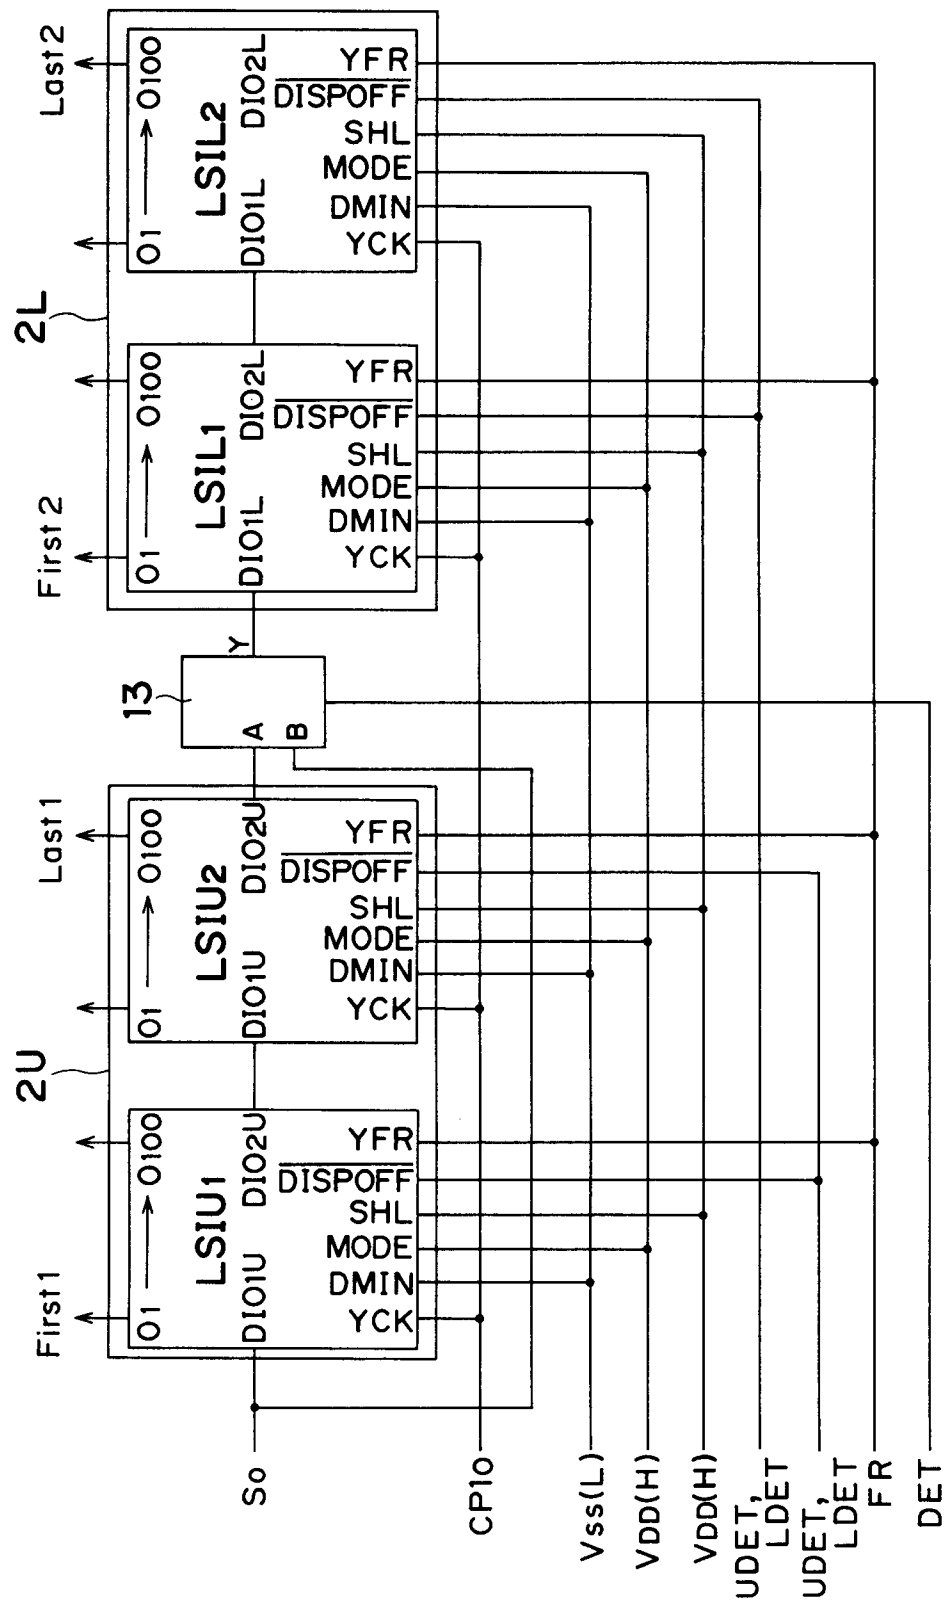 First1
O1 → O100
LSIU1
DIO1U DIO2U
YCK
DMIN
MODE
SHL
DISPOFF
YFR
2U
O1 → O100
Last1
LSIU2
DIO1U DIO2U
YCK
DMIN
MODE
SHL
DISPOFF
YFR
13
A
B
Y
First2
O1 → O100
LSIL1
DIO1L DIO2L
YCK
DMIN
MODE
SHL
DISPOFF
YFR
2L
O1 → O100
Last2
LSIL2
DIO1L DIO2L
YCK
DMIN
MODE
SHL
DISPOFF
YFR
So
CP10
Vss(L)
VDD(H)
VDD(H)
UDET,
LDET
UDET,
LDET
FR
DET